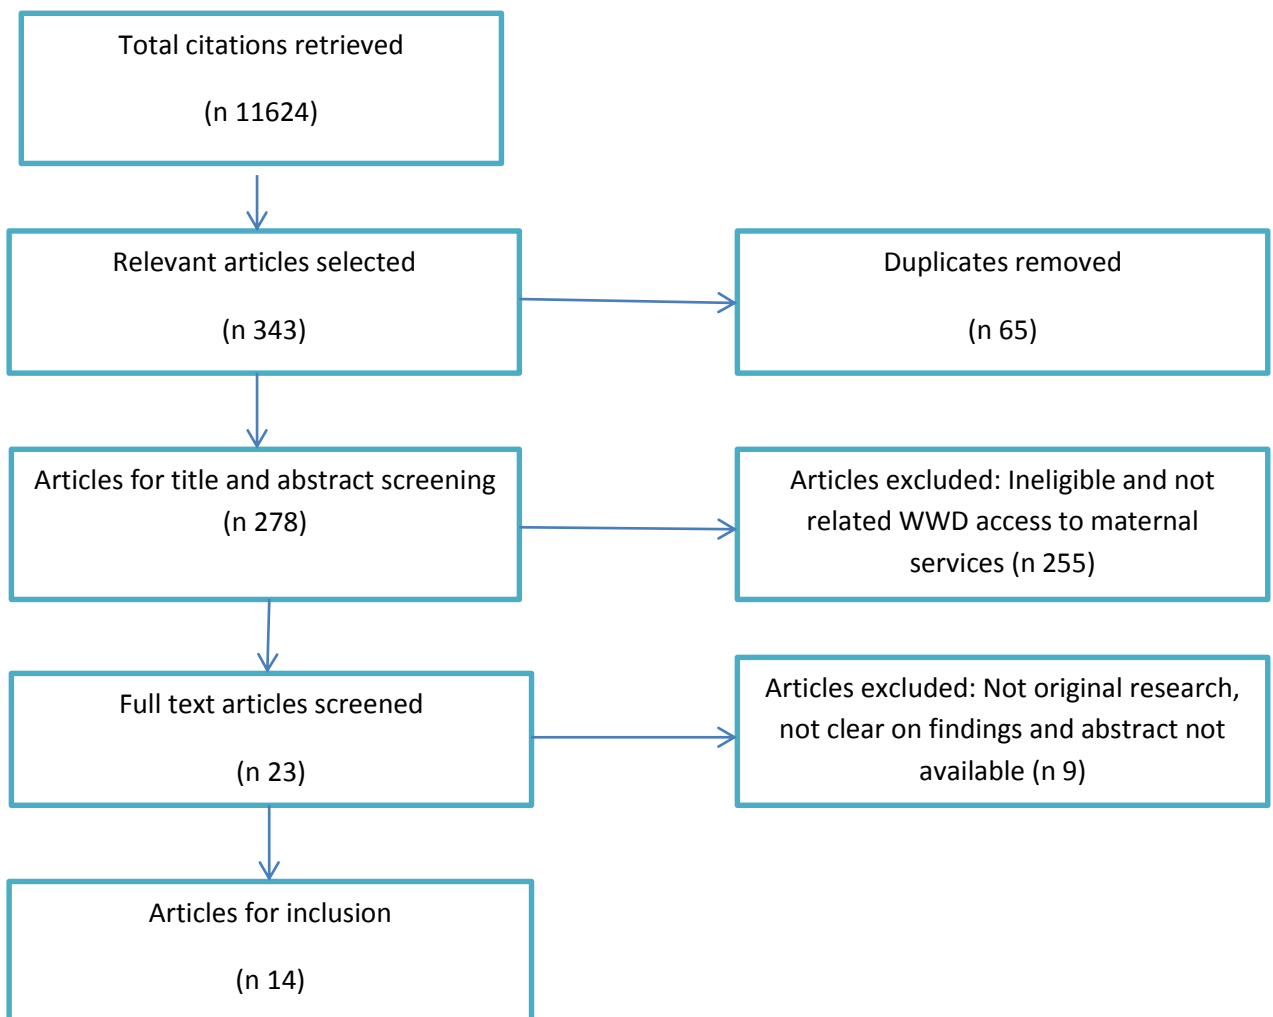 Total citations retrieved
(n 11624)
Relevant articles selected
(n 343)
Duplicates removed
(n 65)
Articles for title and abstract screening
(n 278)
Articles excluded: Ineligible and not
related WWD access to maternal
services (n 255)
Full text articles screened
(n 23)
Articles excluded: Not original research,
not clear on findings and abstract not
available (n 9)
Articles for inclusion
(n 14)